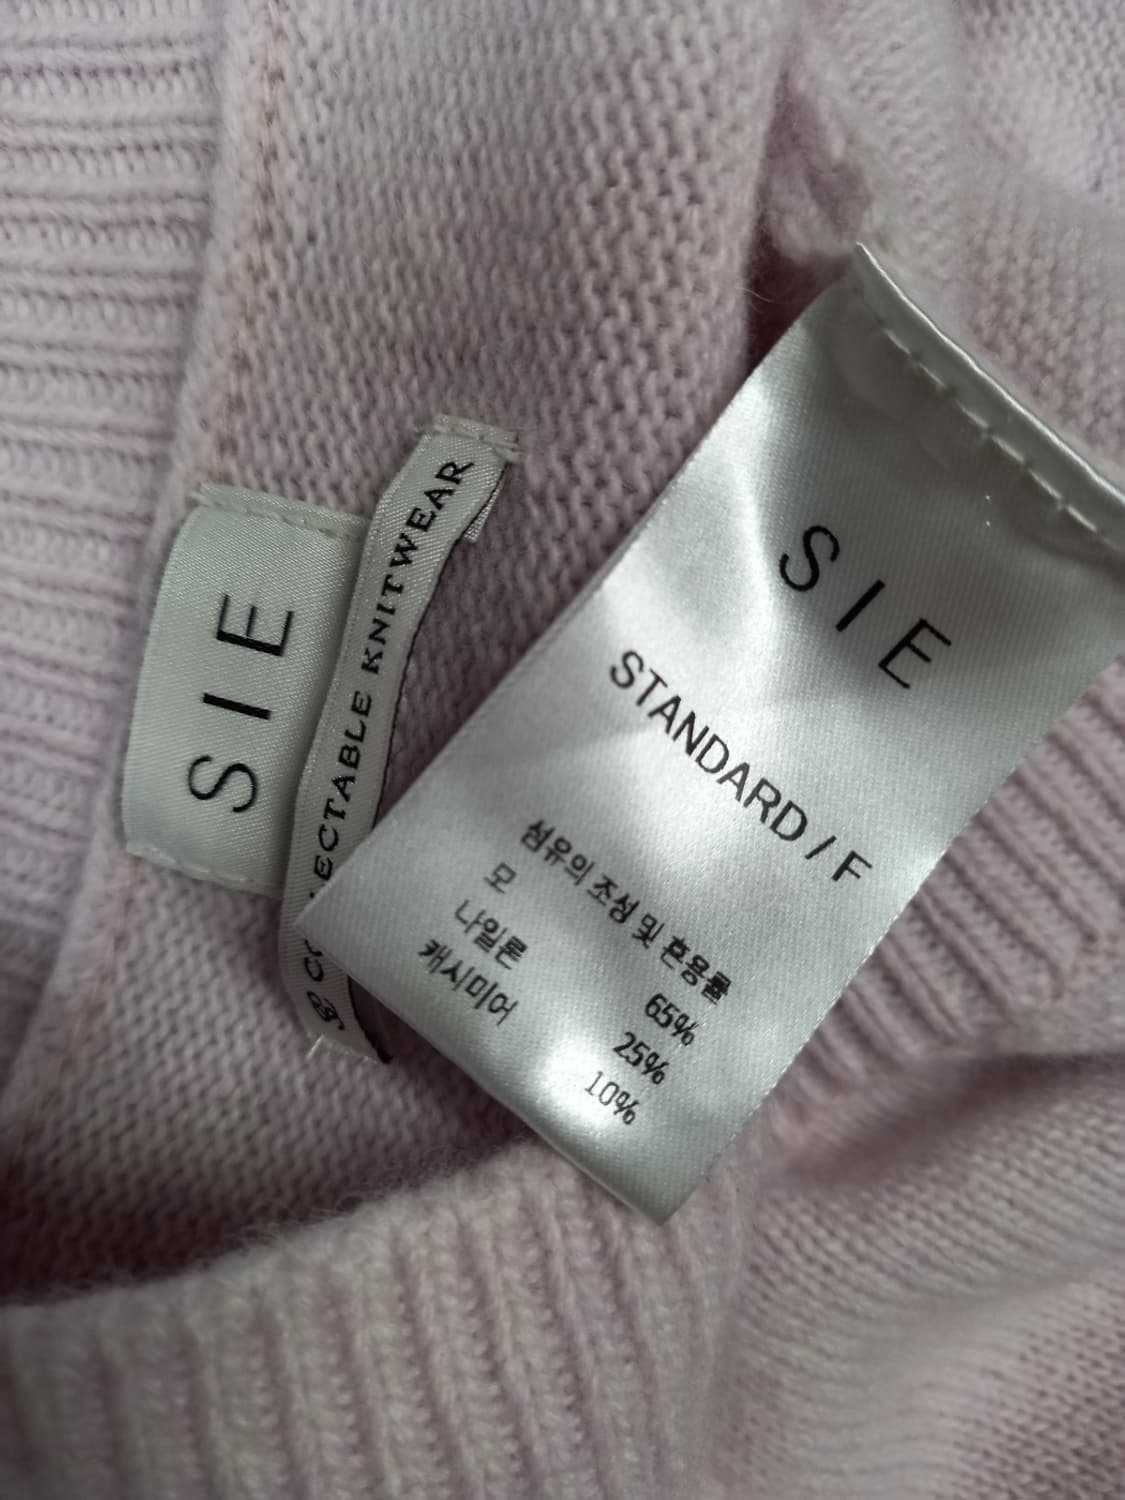 SIE
ECTABLE KNITWEAR
SIE
STANDARD / F
섬유의 조성 및 혼용률
모 65%
나일론 25%
캐시미어 10%